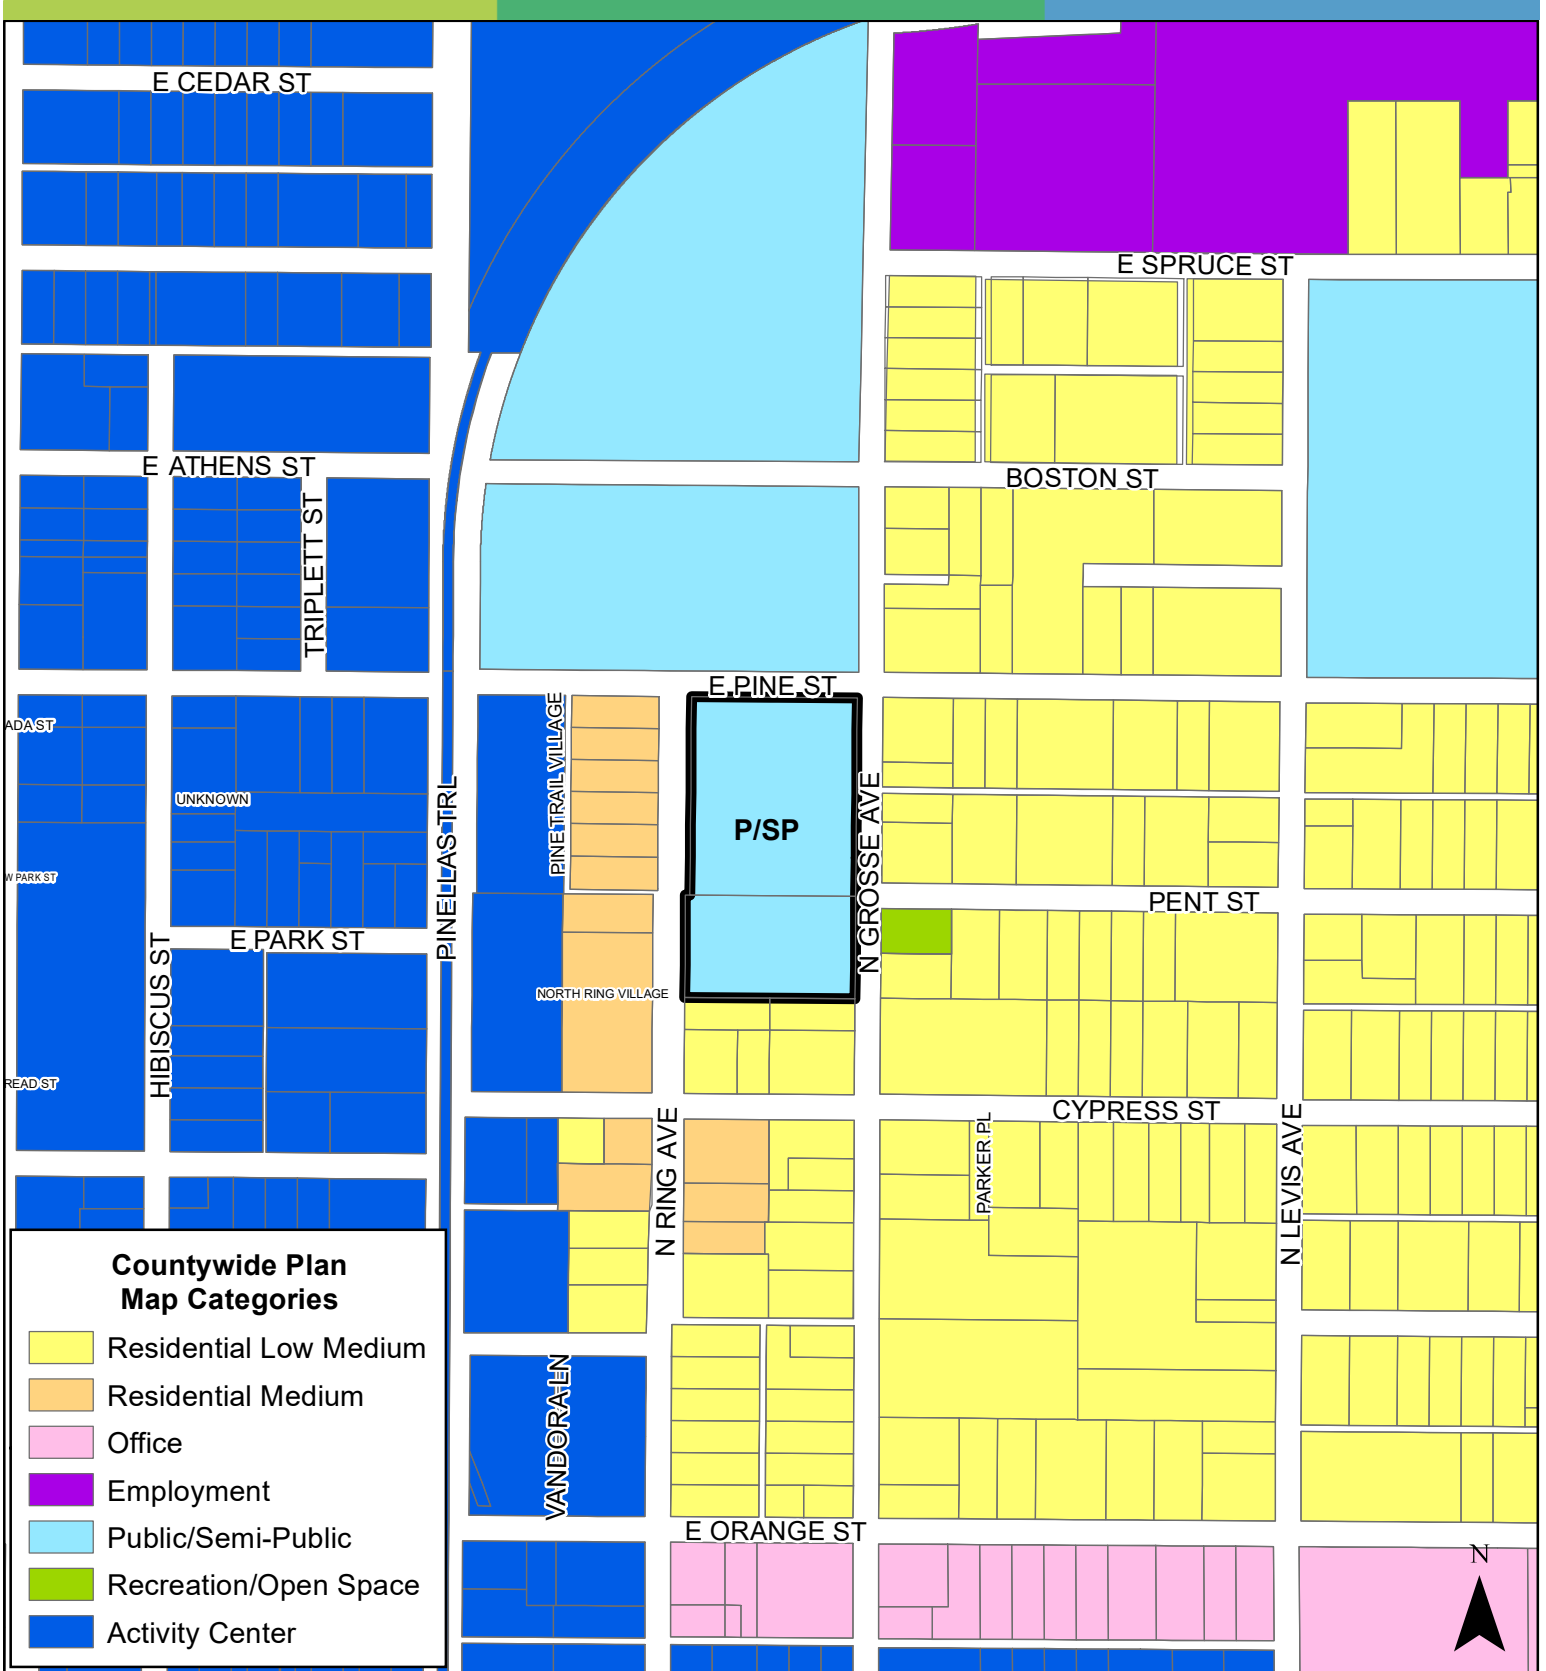 E CEDAR ST
E SPRUCE ST
E ATHENS ST
BOSTON ST
TRIPLETT ST
E PINE ST
PINE TRAIL VILLAGE
ADA ST
UNKNOWN
PINELLAS TRL
P/SP
N GROSSE AVE
W PARK ST
PENT ST
E PARK ST
HIBISCUS ST
NORTH RING VILLAGE
READ ST
CYPRESS ST
N RING AVE
PARKER PL
N LEVIS AVE
VANDORA LN
E ORANGE ST
N
Countywide Plan
Map Categories
Residential Low Medium
Residential Medium
Office
Employment
Public/Semi-Public
Recreation/Open Space
Activity Center